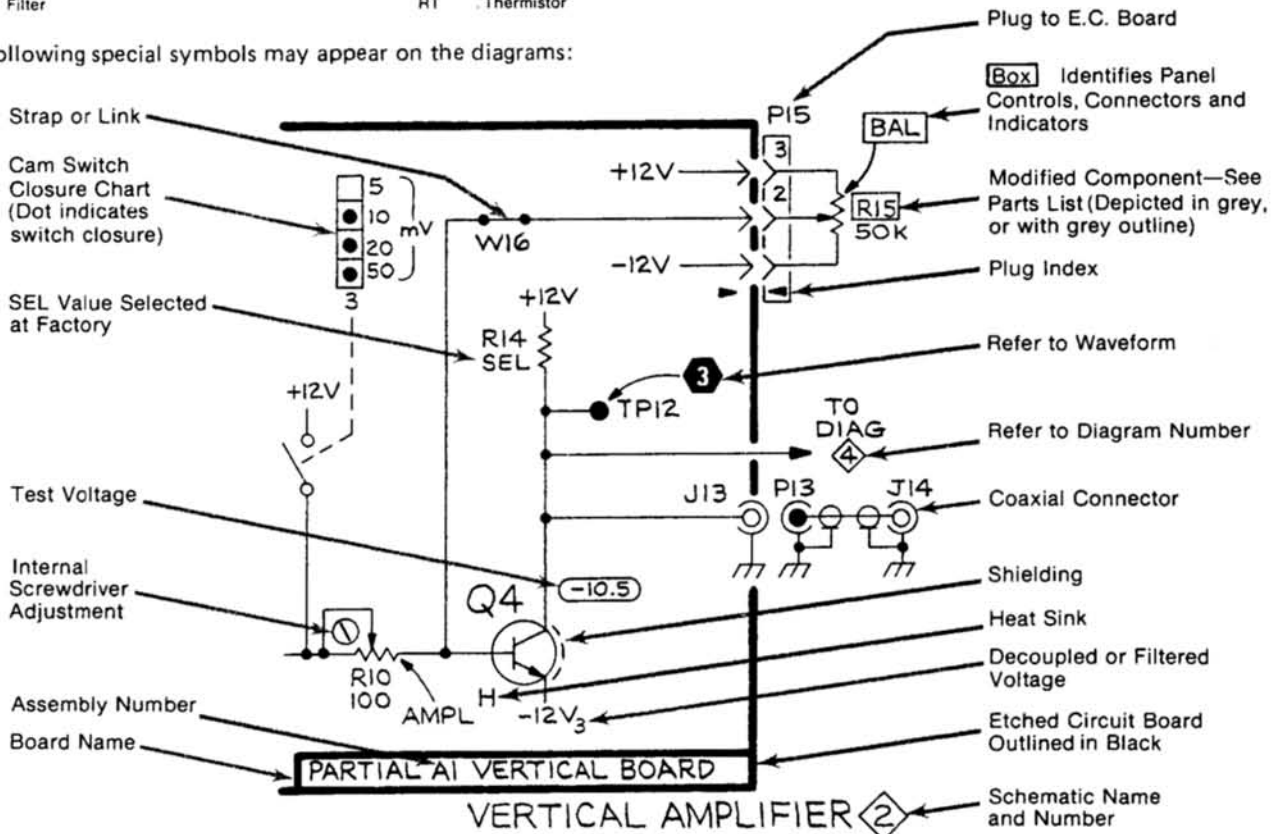 Filter
RT Thermistor
ollowing special symbols may appear on the diagrams:
Strap or Link
Cam Switch
Closure Chart
(Dot indicates
switch closure)
SEL Value Selected
at Factory
Test Voltage
Internal
Screwdriver
Adjustment
Assembly Number
Board Name
5
10
20
50
mV
3
+12V
W16
+12V
R14
SEL
TP12
3
+12V
-12V
P15
3
2
BAL
R15
50K
TO
DIAG
4
J13
P13
J14
-10.5
Q4
R10
100
AMPL
H
-12V3
PARTIAL A1 VERTICAL BOARD
VERTICAL AMPLIFIER 2
Plug to E.C. Board
Box Identifies Panel
Controls, Connectors and
Indicators
Modified Component—See
Parts List (Depicted in grey,
or with grey outline)
Plug Index
Refer to Waveform
Refer to Diagram Number
Coaxial Connector
Shielding
Heat Sink
Decoupled or Filtered
Voltage
Etched Circuit Board
Outlined in Black
Schematic Name
and Number